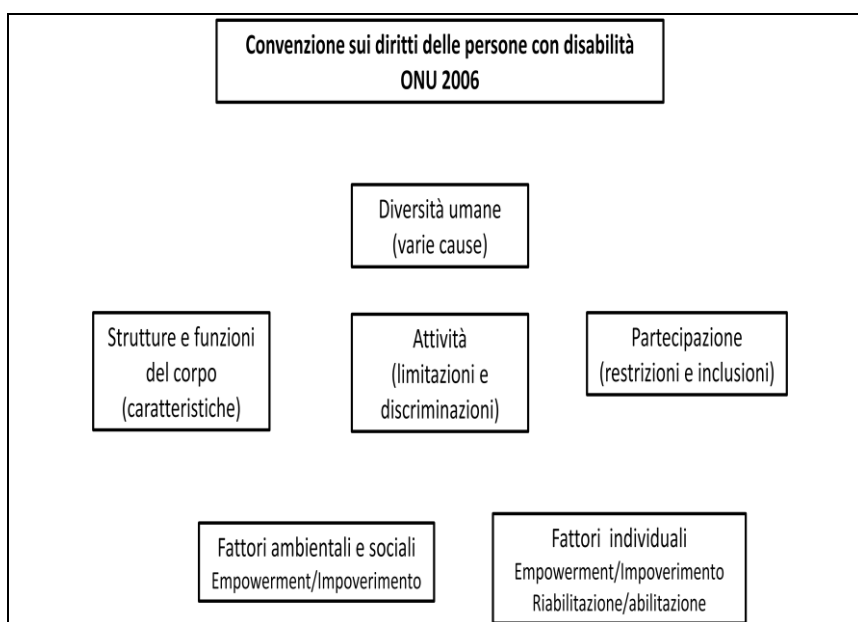 Convenzione sui diritti delle persone con disabilità
ONU 2006
Diversità umane
(varie cause)
Strutture e funzioni
del corpo
(caratteristiche)
Attività
(limitazioni e
discriminazioni)
Partecipazione
(restrizioni e inclusioni)
Fattori ambientali e sociali
Empowerment/Impoverimento
Fattori individuali
Empowerment/Impoverimento
Riabilitazione/abilitazione